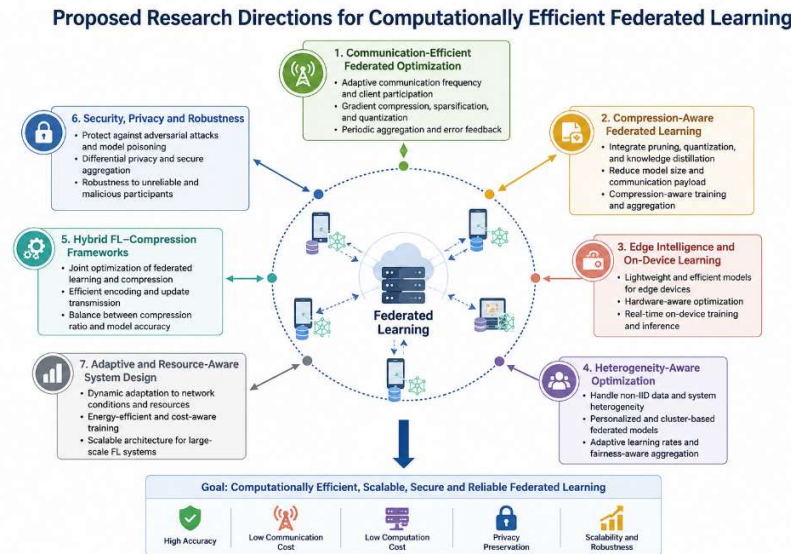 Proposed Research Directions for Computationally Efficient Federated Learning
1. Communication-Efficient
Federated Optimization
• Adaptive communication frequency
and client participation
• Gradient compression, sparsification,
and quantization
• Periodic aggregation and error feedback
2. Compression-Aware
Federated Learning
• Integrate pruning, quantization,
and knowledge distillation
• Reduce model size and
communication payload
• Compression-aware training
and aggregation
3. Edge Intelligence and
On-Device Learning
• Lightweight and efficient models
for edge devices
• Hardware-aware optimization
• Real-time on-device training
and inference
4. Heterogeneity-Aware
Optimization
• Handle non-IID data and system
heterogeneity
• Personalized and cluster-based
federated models
• Adaptive learning rates and
fairness-aware aggregation
6. Security, Privacy and Robustness
• Protect against adversarial attacks
and model poisoning
• Differential privacy and secure
aggregation
• Robustness to unreliable and
malicious participants
5. Hybrid FL–Compression
Frameworks
• Joint optimization of federated
learning and compression
• Efficient encoding and update
transmission
• Balance between compression
ratio and model accuracy
7. Adaptive and Resource-Aware
System Design
• Dynamic adaptation to network
conditions and resources
• Energy-efficient and cost-aware
training
• Scalable architecture for large-
scale FL systems
Federated
Learning
Goal: Computationally Efficient, Scalable, Secure and Reliable Federated Learning
High Accuracy
Low Communication
Cost
Low Computation
Cost
Privacy
Preservation
Scalability and
Robustness